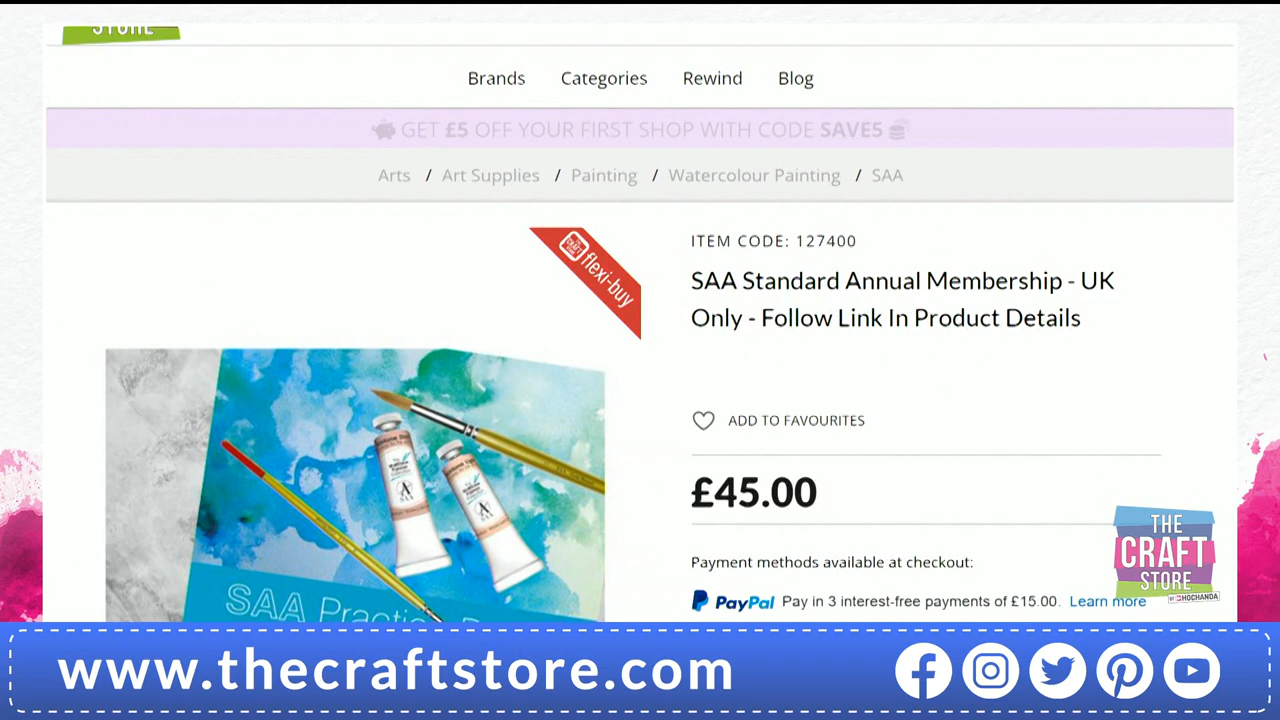 STORE
Brands Categories Rewind Blog
GET £5 OFF YOUR FIRST SHOP WITH CODE SAVE5
Arts / Art Supplies / Painting / Watercolour Painting / SAA
flexi-buy
ITEM CODE: 127400
SAA Standard Annual Membership - UK
Only - Follow Link In Product Details
ADD TO FAVOURITES
£45.00
Payment methods available at checkout:
PayPal Pay in 3 interest-free payments of £15.00. Learn more
SAA
THE
CRAFT
STORE
BY HOCHANDA
www.thecraftstore.com